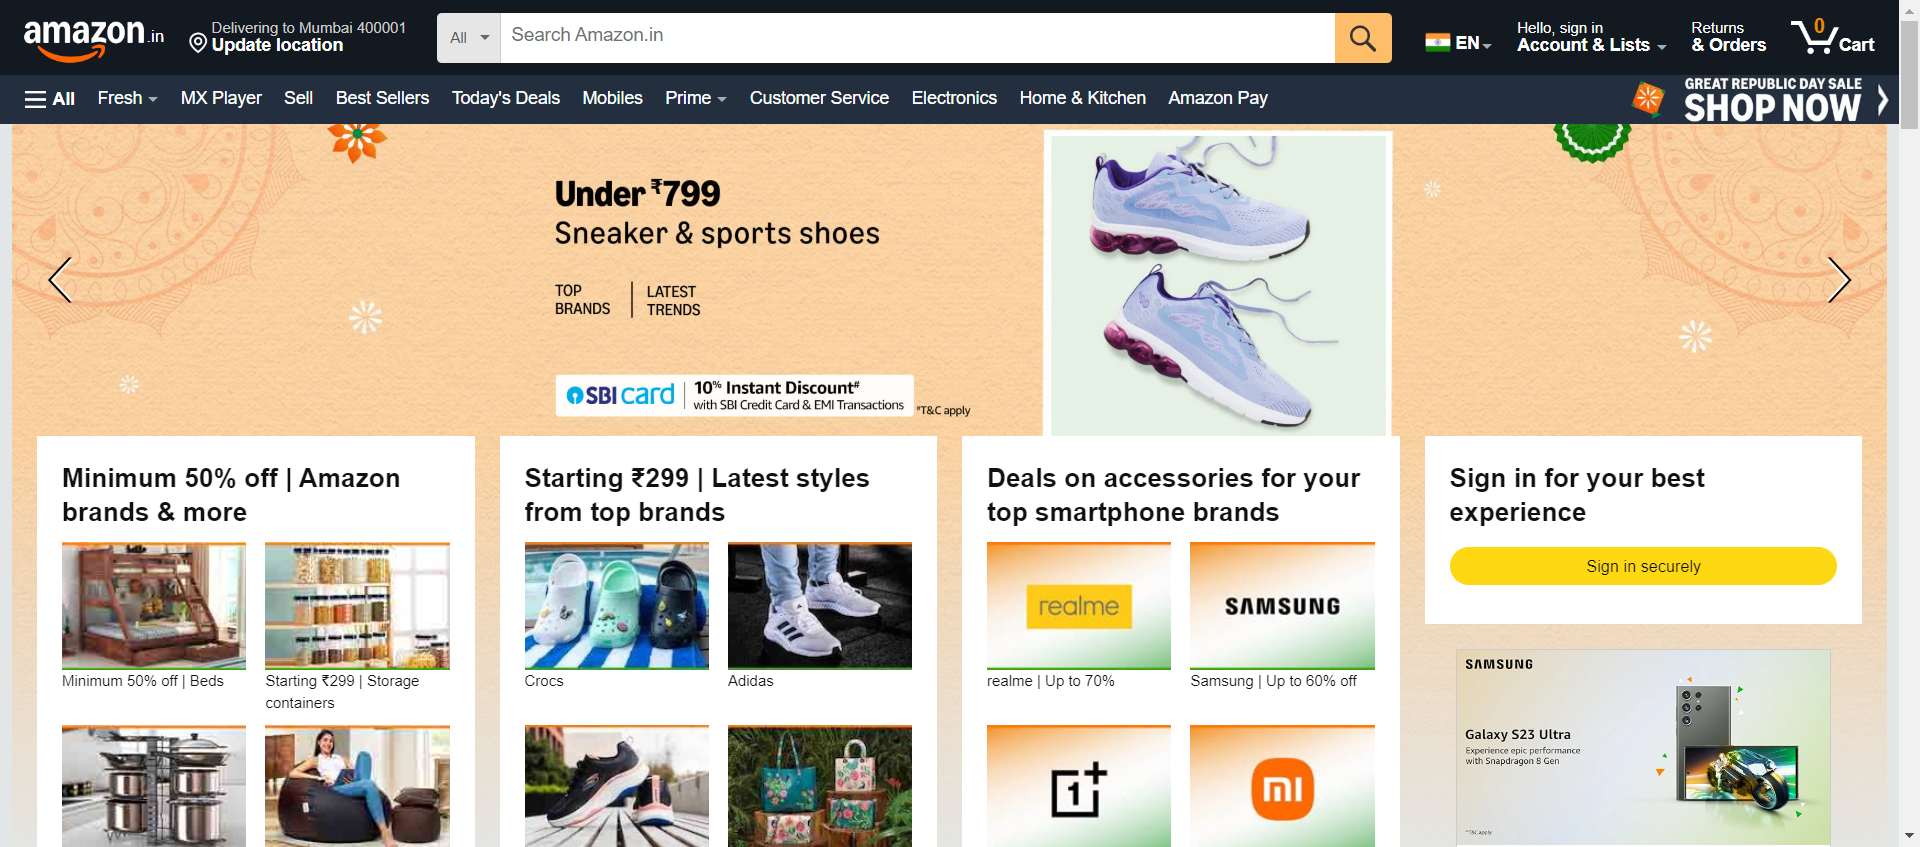 amazon.in
Delivering to Mumbai 400001
Update location
All
Search Amazon.in
EN
Hello, sign in
Account & Lists
Returns
& Orders
0
Cart
All
Fresh
MX Player
Sell
Best Sellers
Today's Deals
Mobiles
Prime
Customer Service
Electronics
Home & Kitchen
Amazon Pay
GREAT REPUBLIC DAY SALE
SHOP NOW
Under ₹799
Sneaker & sports shoes
TOP
BRANDS
LATEST
TRENDS
SBI card
10% Instant Discount#
with SBI Credit Card & EMI Transactions
*T&C apply
Minimum 50% off | Amazon
brands & more
Minimum 50% off | Beds
Starting ₹299 | Storage
containers
Starting ₹299 | Latest styles
from top brands
Crocs
Adidas
Deals on accessories for your
top smartphone brands
realme
SAMSUNG
realme | Up to 70%
Samsung | Up to 60% off
1+
mi
Sign in for your best
experience
Sign in securely
SAMSUNG
Galaxy S23 Ultra
Experience epic performance
with Snapdragon 8 Gen
*T&C apply